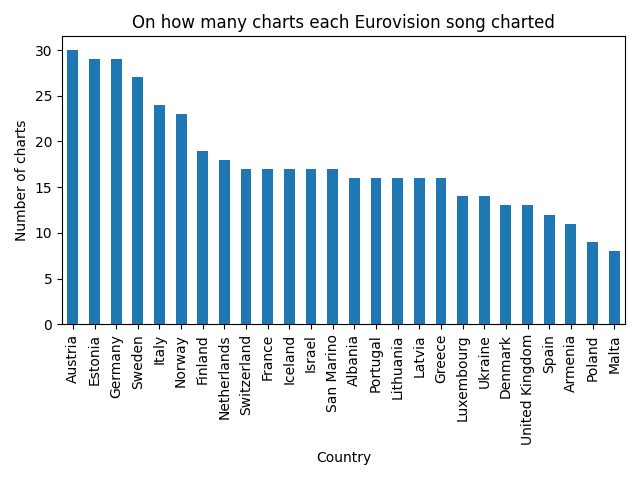 On how many charts each Eurovision song charted
Number of charts
30
25
20
15
10
5
0
Austria
Estonia
Germany
Sweden
Italy
Norway
Finland
Netherlands
Switzerland
France
Iceland
Israel
San Marino
Albania
Portugal
Lithuania
Latvia
Greece
Luxembourg
Ukraine
Denmark
United Kingdom
Spain
Armenia
Poland
Malta
Country